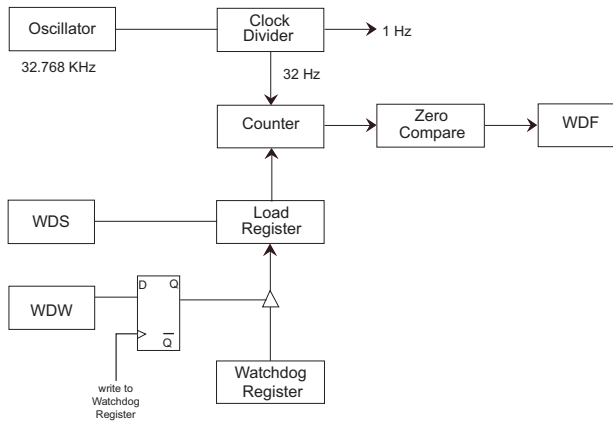 Oscillator
Clock
Divider
1 Hz
32.768 KHz
32 Hz
Counter
Zero
Compare
WDF
WDS
Load
Register
D
Q
WDW
Q
write to
Watchdog
Register
Watchdog
Register